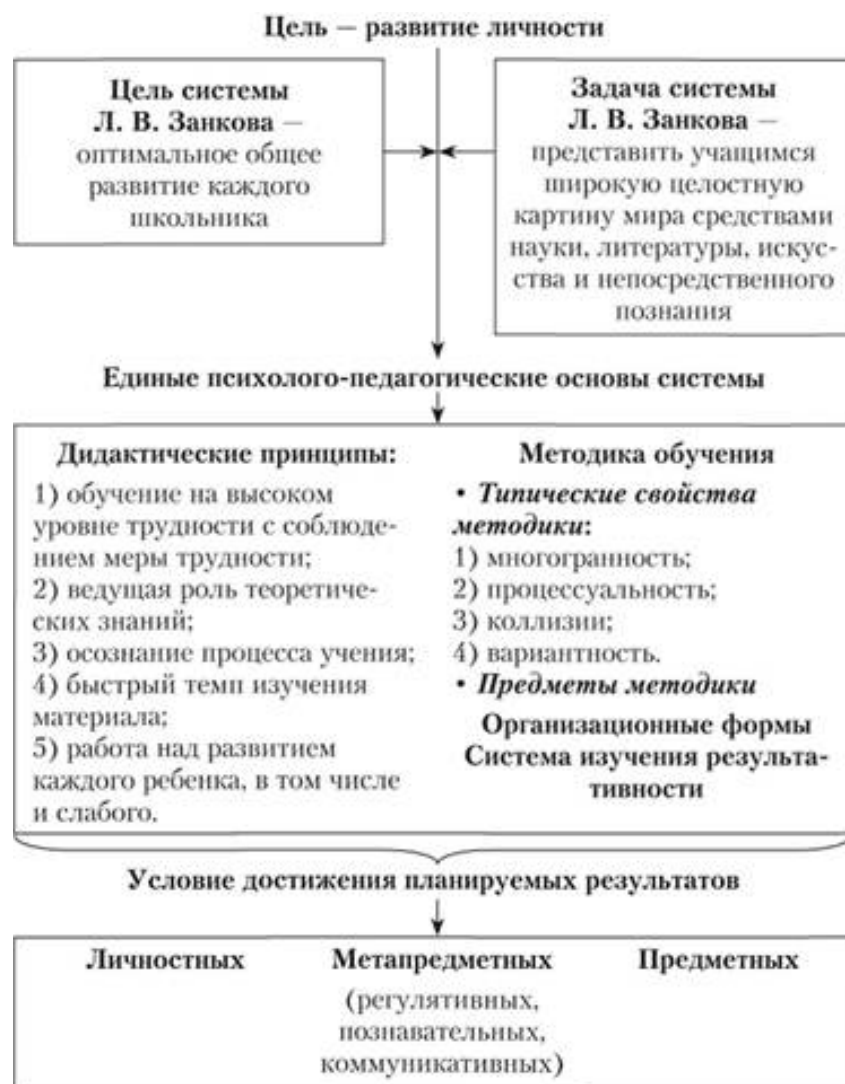 Цель — развитие личности
Цель системы
Л. В. Занкова —
оптимальное общее
развитие каждого
школьника
Задача системы
Л. В. Занкова —
представить учащимся
широкую целостную
картину мира средствами
науки, литературы, искус-
ства и непосредственного
познания
Единые психолого-педагогические основы системы
Дидактические принципы:
1) обучение на высоком
уровне трудности с соблюде-
нием меры трудности;
2) ведущая роль теоретиче-
ских знаний;
3) осознание процесса учения;
4) быстрый темп изучения
материала;
5) работа над развитием
каждого ребенка, в том числе
и слабого.
Методика обучения
• Типические свойства
методики:
1) многогранность;
2) процессуальность;
3) коллизии;
4) вариантность.
• Предметы методики
Организационные формы
Система изучения результа-
тивности
Условие достижения планируемых результатов
Личностных
Метапредметных
(регулятивных,
познавательных,
коммуникативных)
Предметных